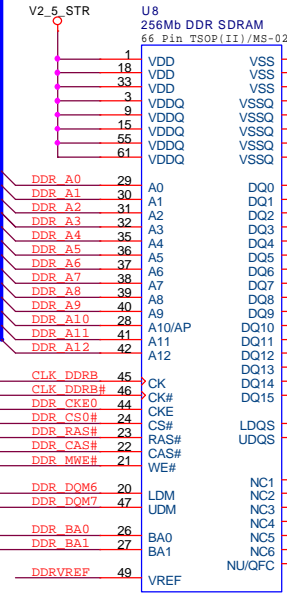 V2_5_STR
U8
256Mb DDR SDRAM
66 Pin TSOP(II)/MS-02
1 VDD VSS
18 VDD VSS
33 VDD VSS
3 VDDQ VSSQ
9 VDDQ VSSQ
15 VDDQ VSSQ
55 VDDQ VSSQ
61 VDDQ VSSQ
DDR_A0 29 A0 DQ0
DDR_A1 30 A1 DQ1
DDR_A2 31 A2 DQ2
DDR_A3 32 A3 DQ3
DDR_A4 35 A4 DQ4
DDR_A5 36 A5 DQ5
DDR_A6 37 A6 DQ6
DDR_A7 38 A7 DQ7
DDR_A8 39 A8 DQ8
DDR_A9 40 A9 DQ9
DDR_A10 28 A10/AP DQ10
DDR_A11 41 A11 DQ11
DDR_A12 42 A12 DQ12
DQ13
CLK_DDRB 45 CK DQ14
CLK_DDRB# 46 CK# DQ15
DDR_CKE0 44 CKE
DDR_CS0# 24 CS# LDQS
DDR_RAS# 23 RAS# UDQS
DDR_CAS# 22 CAS#
DDR_MWE# 21 WE#
NC1
DDR_DQM6 20 LDM NC2
DDR_DQM7 47 UDM NC3
NC4
DDR_BA0 26 BA0 NC5
DDR_BA1 27 BA1 NC6
NU/QFC
DDRVREF 49 VREF